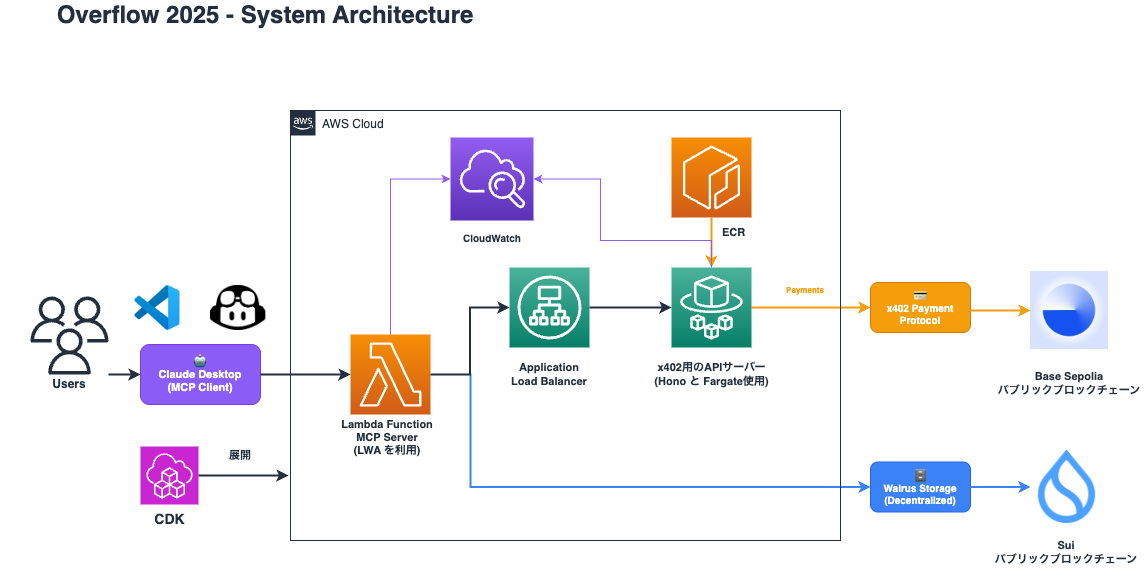 Overflow 2025 - System Architecture
aws
AWS Cloud
CloudWatch
ECR
Users
Claude Desktop
(MCP Client)
Lambda Function
MCP Server
(LWA を利用)
Application
Load Balancer
x402用のAPIサーバー
(Hono と Fargate使用)
Payments
x402 Payment
Protocol
Base Sepolia
パブリックブロックチェーン
展開
CDK
Walrus Storage
(Decentralized)
Sui
パブリックブロックチェーン